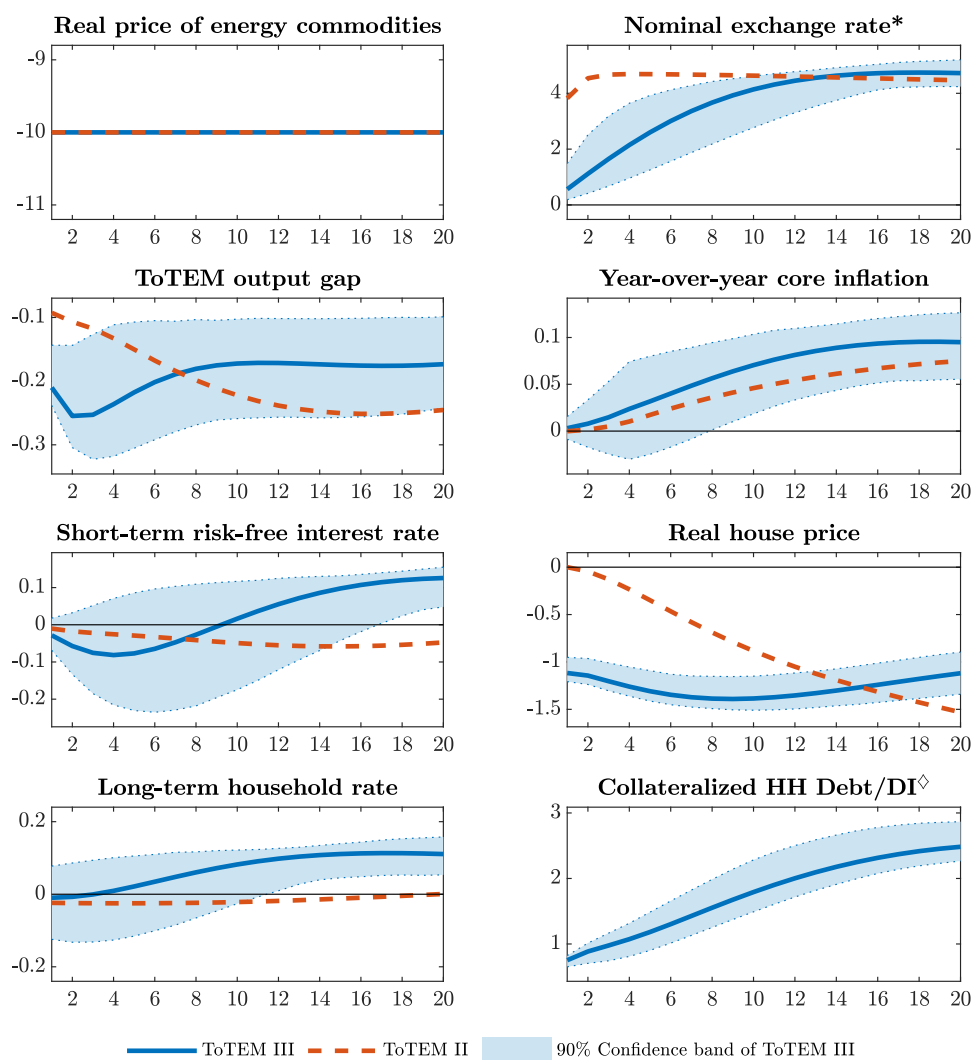 Real price of energy commodities
-9
-10
-11
2 4 6 8 10 12 14 16 18 20
Nominal exchange rate*
4
2
0
2 4 6 8 10 12 14 16 18 20
ToTEM output gap
-0.1
-0.2
-0.3
2 4 6 8 10 12 14 16 18 20
Year-over-year core inflation
0.1
0.05
0
2 4 6 8 10 12 14 16 18 20
Short-term risk-free interest rate
0.1
0
-0.1
-0.2
2 4 6 8 10 12 14 16 18 20
Real house price
0
-0.5
-1
-1.5
2 4 6 8 10 12 14 16 18 20
Long-term household rate
0.2
0
-0.2
2 4 6 8 10 12 14 16 18 20
Collateralized HH Debt/DI◇
3
2
1
2 4 6 8 10 12 14 16 18 20
ToTEM III ToTEM II 90% Confidence band of ToTEM III